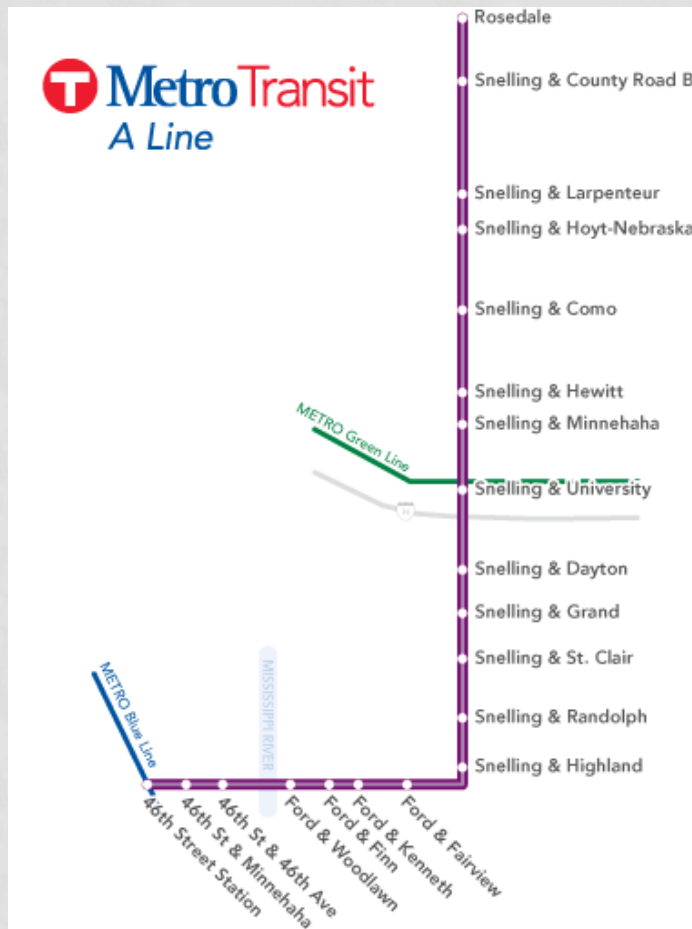 Rosedale
Metro Transit
A Line
Snelling & County Road B
Snelling & Larpenteur
Snelling & Hoyt-Nebraska
Snelling & Como
Snelling & Hewitt
Snelling & Minnehaha
METRO Green Line
Snelling & University
Snelling & Dayton
Snelling & Grand
Snelling & St. Clair
METRO Blue Line
MISSISSIPPI RIVER
Snelling & Randolph
Snelling & Highland
46th Street Station
46th St & Minnehaha
46th St & 46th Ave
Ford & Woodlawn
Ford & Finn
Ford & Kenneth
Ford & Fairview